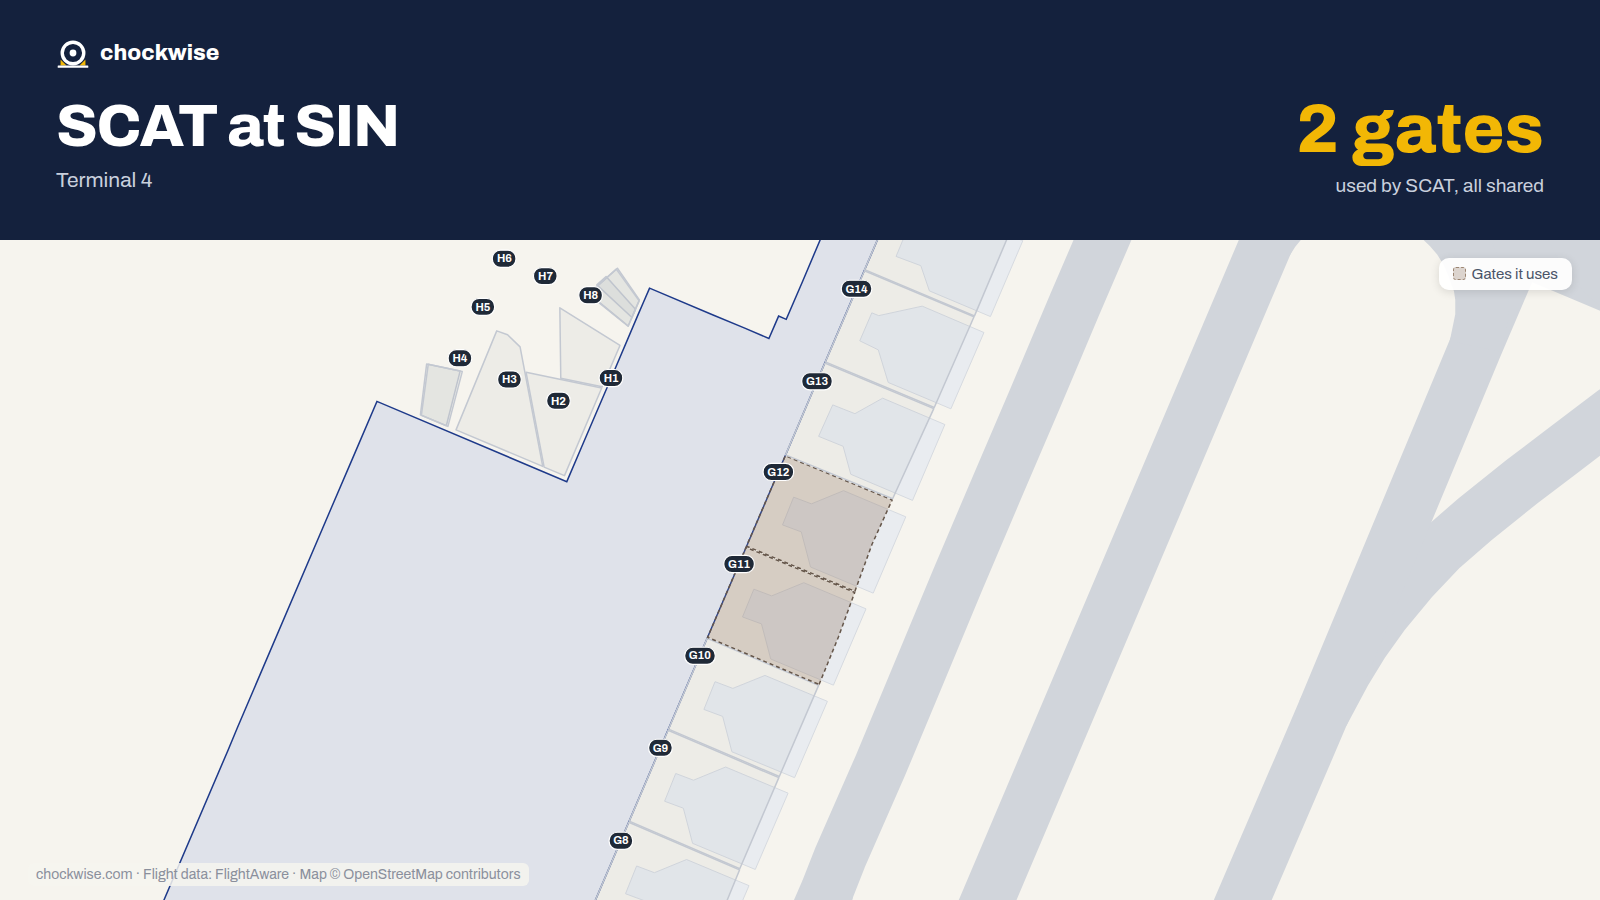 chockwise
SCAT at SIN
Terminal 4
2 gates
used by SCAT, all shared
Gates it uses
H6
H7
H8
H5
H4
H3
H2
H1
G14
G13
G12
G11
G10
G9
G8
chockwise.com · Flight data: FlightAware · Map © OpenStreetMap contributors